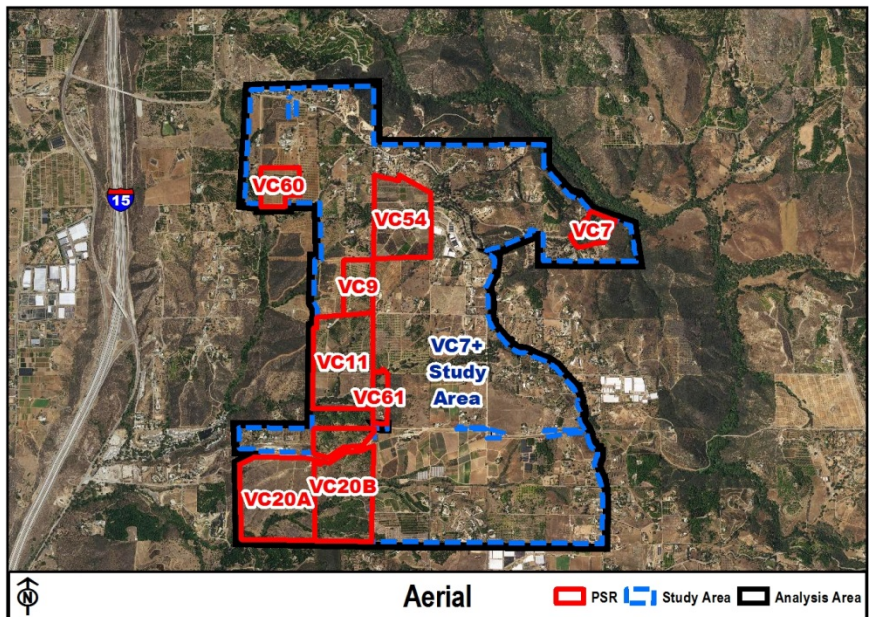 VC60
15
VC54
VC7
VC9
VC11
VC7+
Study
Area
VC61
VC20A
VC20B
N
Aerial
PSR
Study Area
Analysis Area